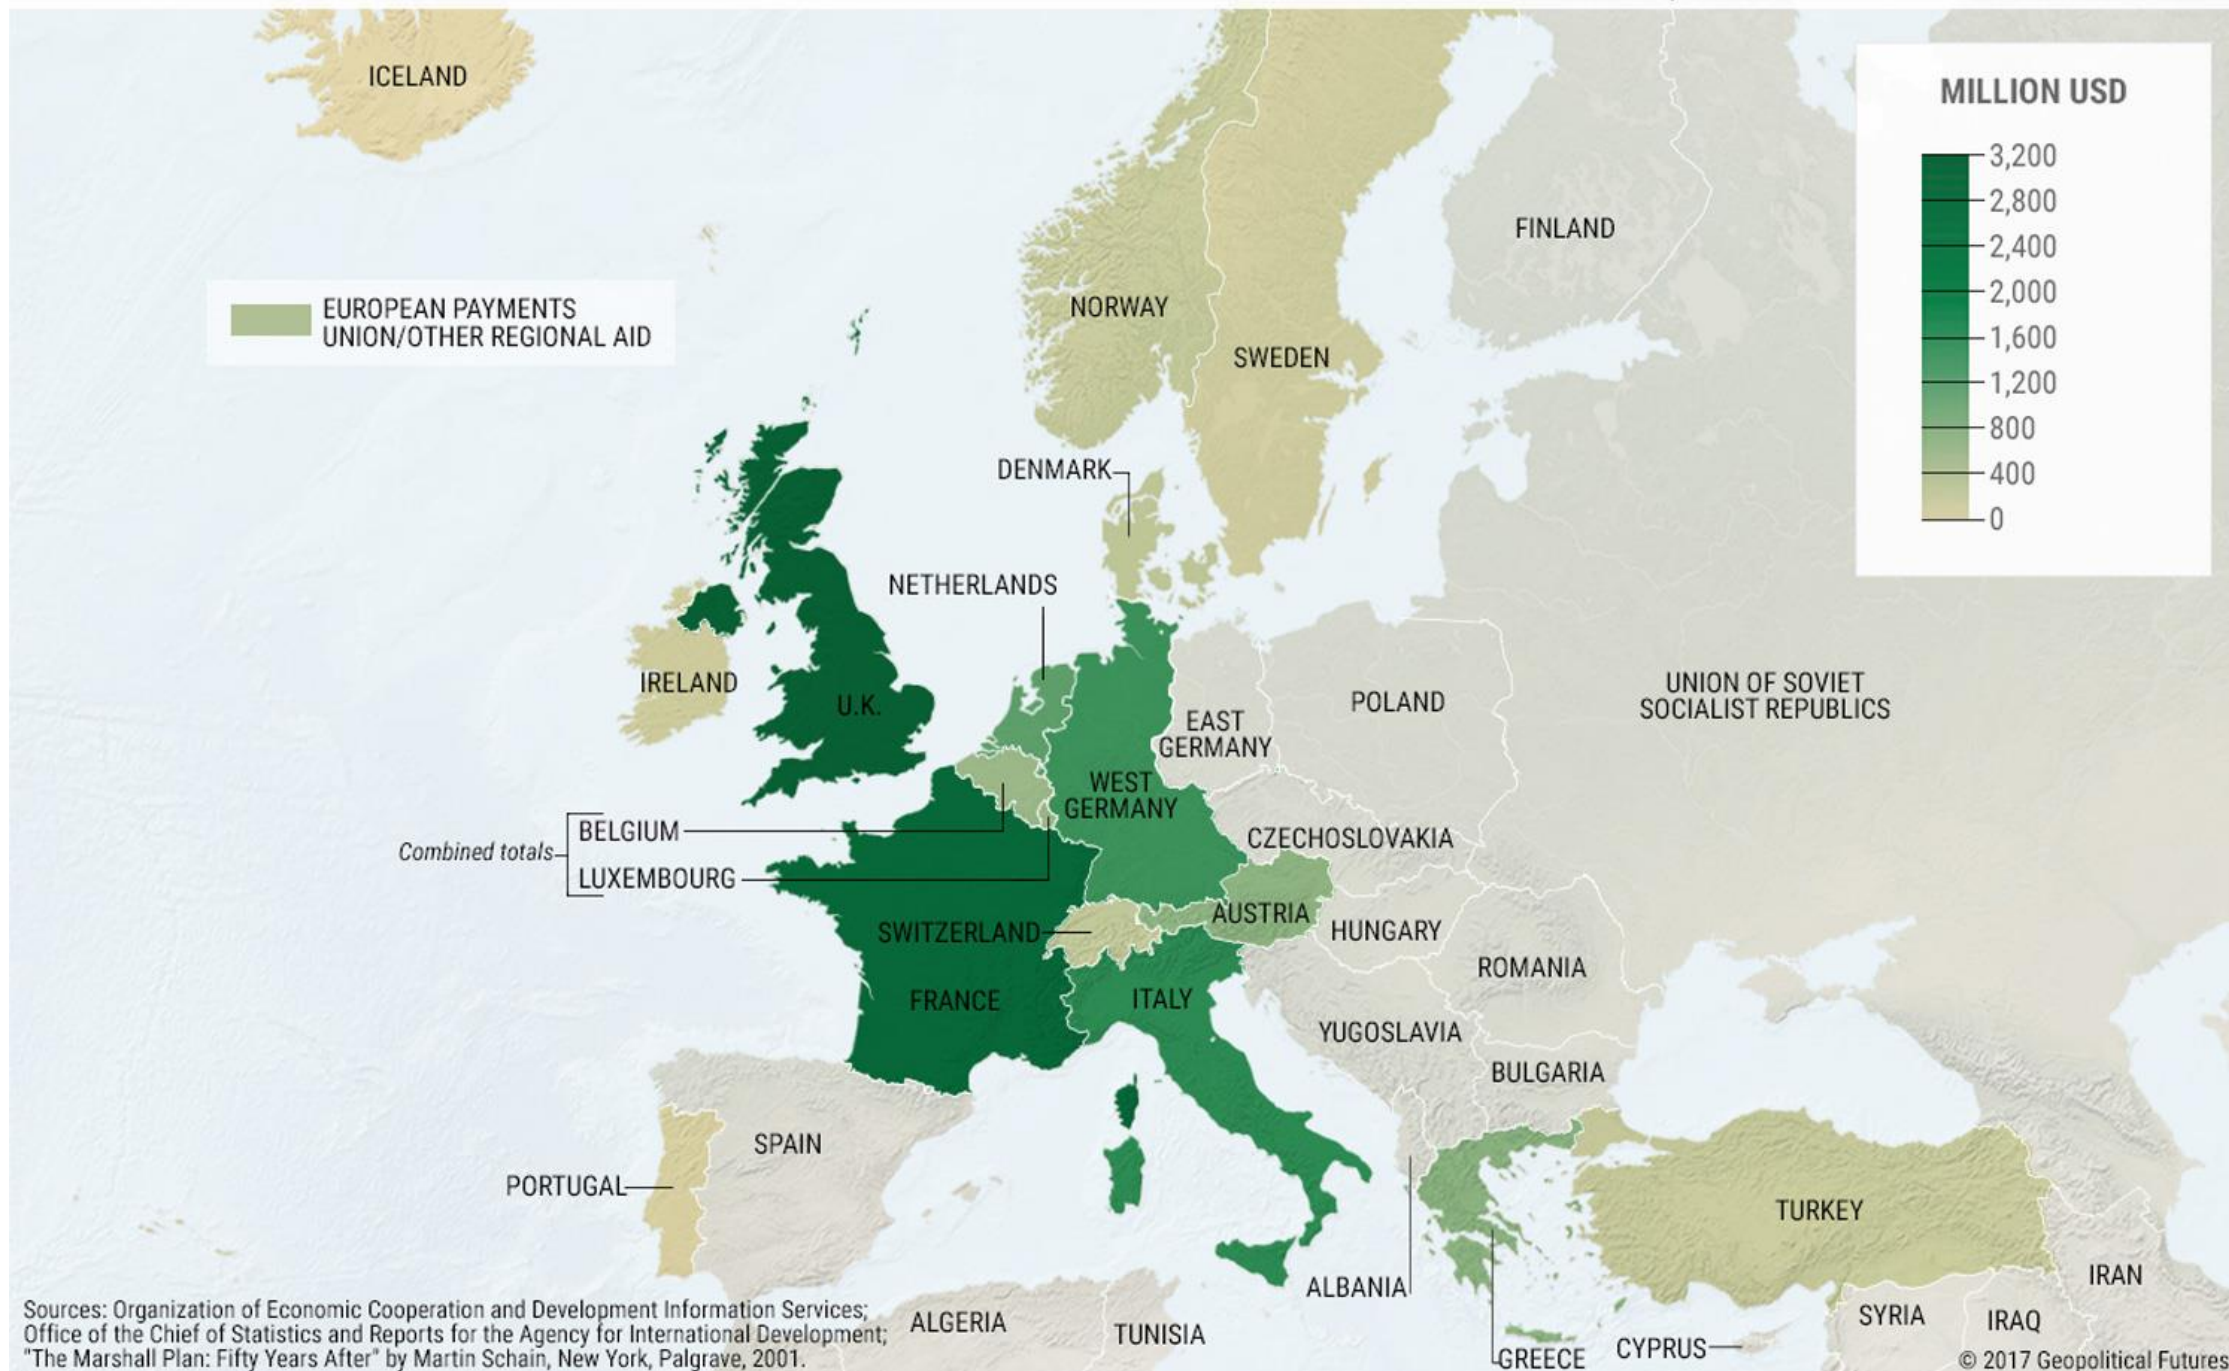 ICELAND
MILLION USD
3,200
2,800
2,400
2,000
1,600
1,200
800
400
0
FINLAND
EUROPEAN PAYMENTS
UNION/OTHER REGIONAL AID
NORWAY
SWEDEN
DENMARK
NETHERLANDS
IRELAND
U.K.
UNION OF SOVIET
SOCIALIST REPUBLICS
POLAND
EAST
GERMANY
WEST
GERMANY
Combined totals
BELGIUM
LUXEMBOURG
CZECHOSLOVAKIA
AUSTRIA
SWITZERLAND
HUNGARY
ROMANIA
FRANCE
ITALY
YUGOSLAVIA
BULGARIA
SPAIN
PORTUGAL
TURKEY
ALBANIA
IRAN
SYRIA
IRAQ
ALGERIA
TUNISIA
CYPRUS
GREECE
Sources: Organization of Economic Cooperation and Development Information Services;
Office of the Chief of Statistics and Reports for the Agency for International Development;
"The Marshall Plan: Fifty Years After" by Martin Schain, New York, Palgrave, 2001.
© 2017 Geopolitical Futures